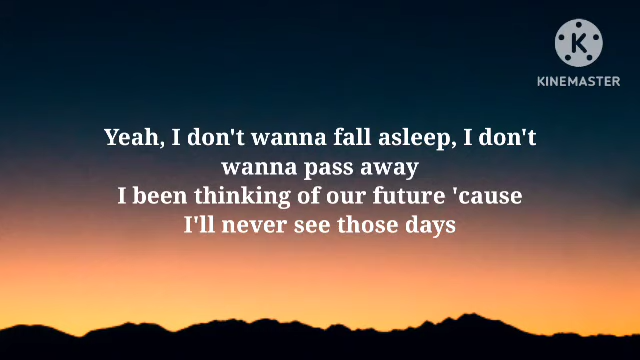 KINEMASTER
Yeah, I don't wanna fall asleep, I don't
wanna pass away
I been thinking of our future 'cause
I'll never see those days